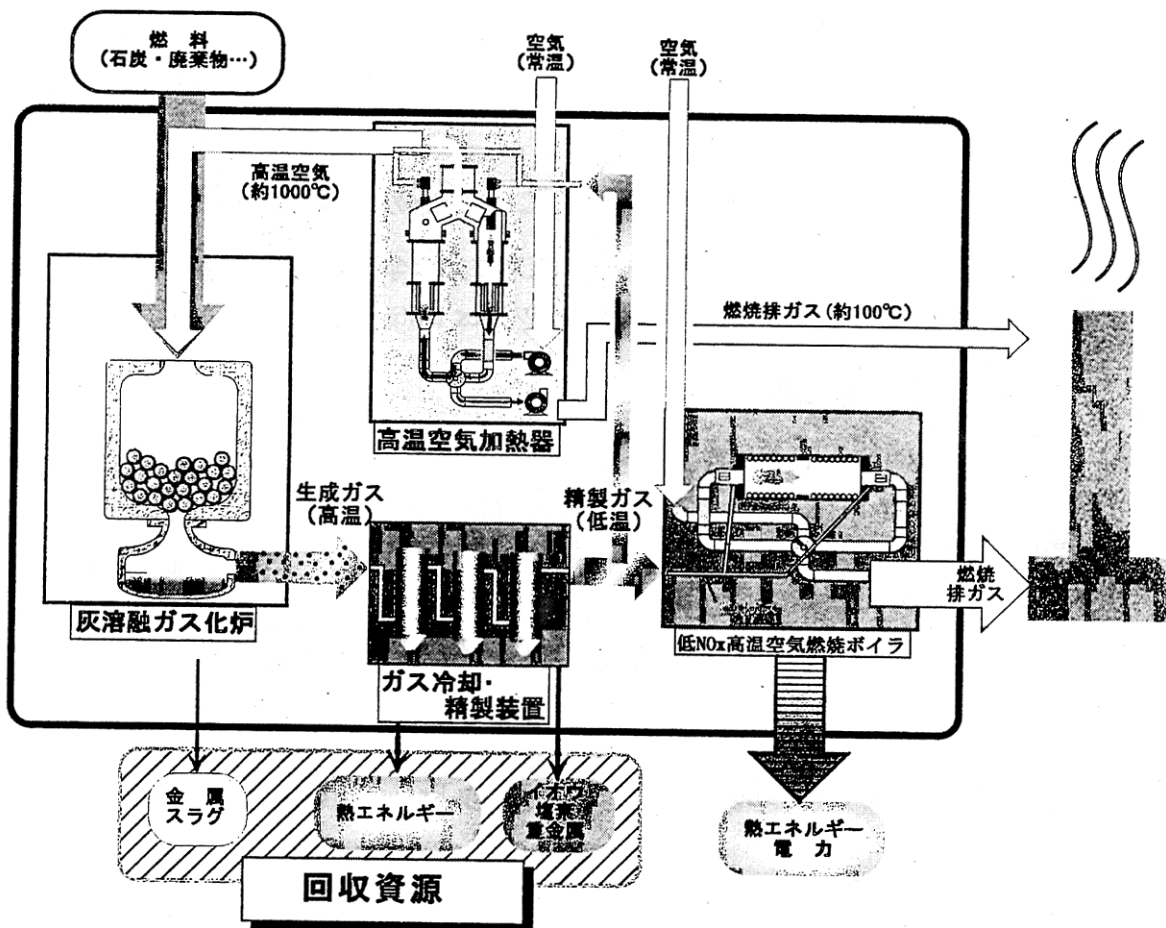 燃 料
(石炭・廃棄物…)
空気
(常温)
空気
(常温)
高温空気
(約1000℃)
燃焼排ガス(約100℃)
高温空気加熱器
生成ガス
(高温)
精製ガス
(低温)
灰溶融ガス化炉
ガス冷却・
精製装置
低NOx高温空気燃焼ボイラ
燃焼
排ガス
金 属
スラグ
熱エネルギー
イオウ
塩素
重金属
熱エネルギー
電 力
回収資源